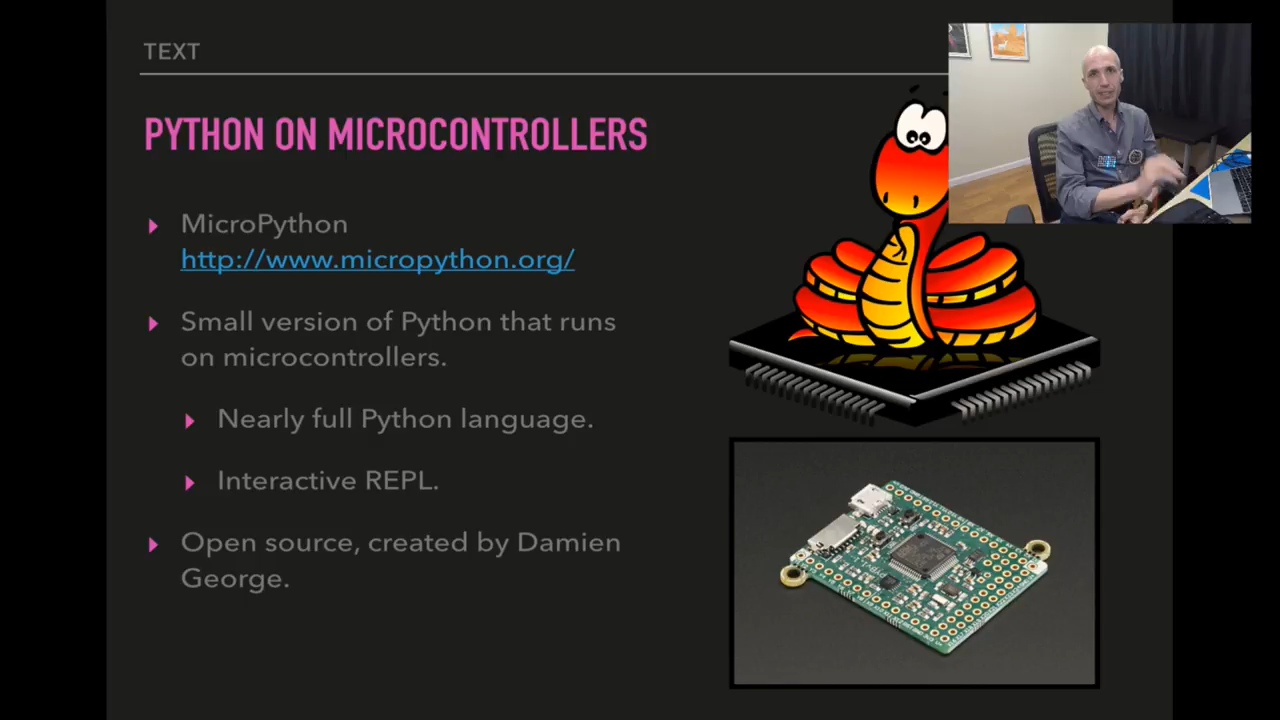 TEXT
PYTHON ON MICROCONTROLLERS
MicroPython
http://www.micropython.org/
Small version of Python that runs
on microcontrollers.
Nearly full Python language.
Interactive REPL.
Open source, created by Damien
George.